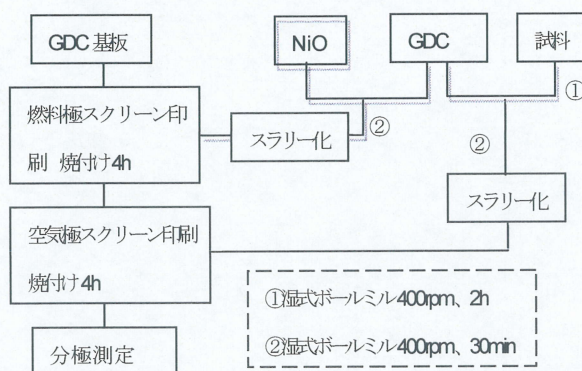 GDC 基板
NiO
GDC
試料
①
燃料極スクリーン印
刷 焼付け4h
スラリー化
②
②
スラリー化
空気極スクリーン印刷
焼付け4h
①湿式ボールミル400rpm、2h
②湿式ボールミル400rpm、30min
分極測定